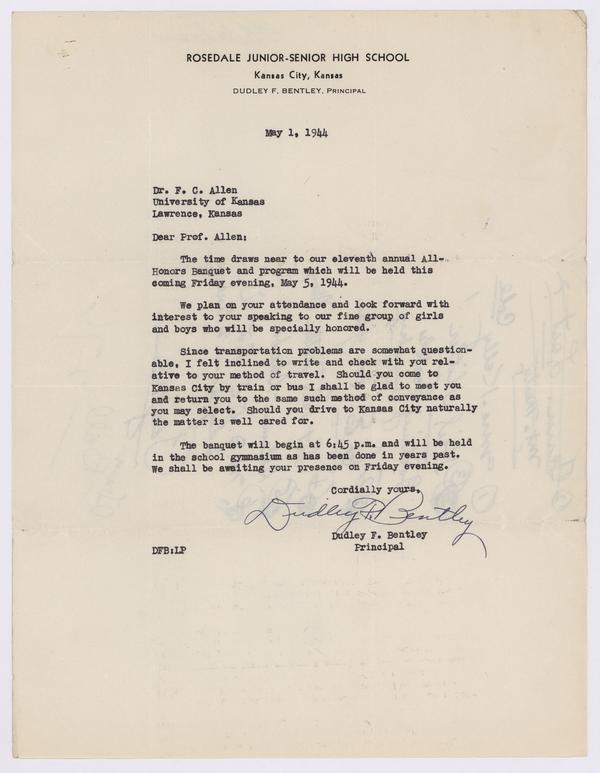 ROSEDALE JUNIOR-SENIOR HIGH SCHOOL
Kansas City, Kansas
DUDLEY F. BENTLEY, PRINCIPAL
May 1, 1944
Dr. F. C. Allen
University of Kansas
Lawrence, Kansas
Dear Prof. Allen:
The time draws near to our eleventh annual All-
Honors Banquet and program which will be held this
coming Friday evening, May 5, 1944.
We plan on your attendance and look forward with
interest to your speaking to our fine group of girls
and boys who will be specially honored.
Since transportation problems are somewhat question-
able, I felt inclined to write and check with you rel-
ative to your method of travel. Should you come to
Kansas City by train or bus I shall be glad to meet you
and return you to the same such method of conveyance as
you may select. Should you drive to Kansas City naturally
the matter is well cared for.
The banquet will begin at 6:45 p.m. and will be held
in the school gymnasium as has been done in years past.
We shall be awaiting your presence on Friday evening.
Cordially yours,
Dudley F. Bentley
Dudley F. Bentley
Principal
DFB:LP